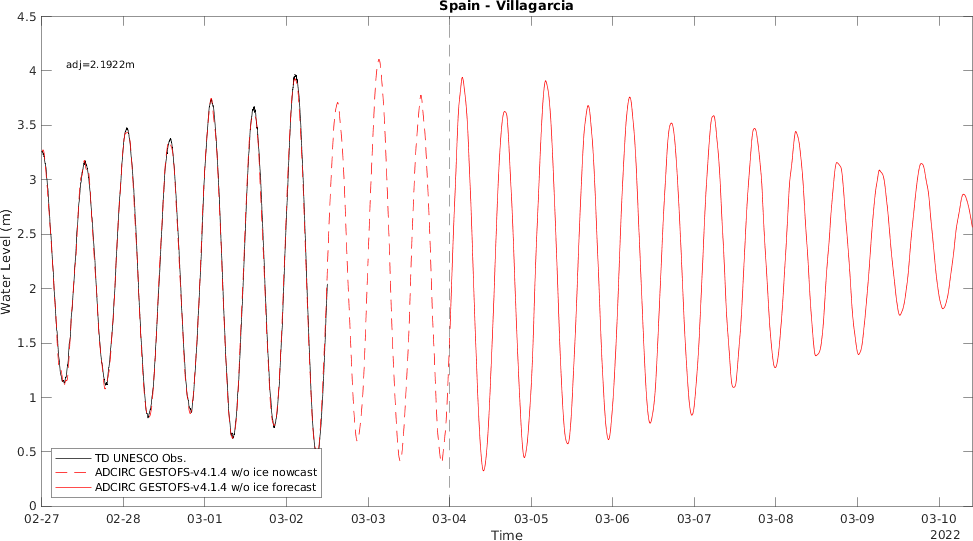 Spain - Villagarcia
4.5
adj=2.1922m
4
3.5
3
2.5
2
1.5
1
0.5
0
Water Level (m)
TD UNESCO Obs.
ADCIRC GESTOFS-v4.1.4 w/o ice nowcast
ADCIRC GESTOFS-v4.1.4 w/o ice forecast
02-27 02-28 03-01 03-02 03-03 03-04 03-05 03-06 03-07 03-08 03-09 03-10
Time
2022